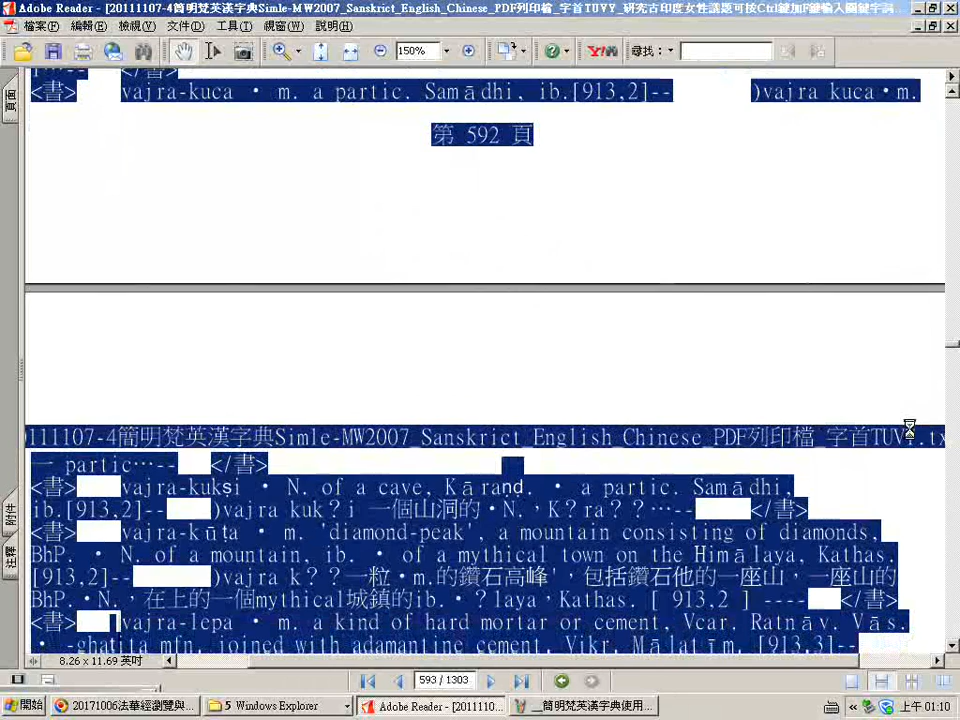 Adobe Reader - [20111107-4簡明梵英漢字典Simle-MW2007_Sanskrict_English_Chinese_PDF列印檔_字首TUVY_研究古印度女性議題可按Ctrl鍵加F鍵輸入關鍵字詞...
檔案(F) 編輯(E) 檢視(V) 文件(D) 工具(T) 視窗(W) 說明(H)
150% Y! 尋找:
頁面
</書>
<書> vajra-kuca • m. a partic. Samādhi, ib.[913,2]-- )vajra kuca•m.
第 592 頁
0111107-4簡明梵英漢字典Simle-MW2007_Sanskrict_English_Chinese_PDF列印檔_字首TUVY.tx
一 partic…-- </書>
<書> vajra-kukṣi • N. of a cave, Kāraṇḍ. • a partic. Samādhi,
ib.[913,2]-- )vajra kuk?i 一個山洞的•N.,K?ra??…-- </書>
<書> vajra-kūṭa • m. 'diamond-peak', a mountain consisting of diamonds,
BhP. • N. of a mountain, ib. • of a mythical town on the Himālaya, Kathas.
[913,2]-- )vajra k??一粒•m.的鑽石高峰',包括鑽石他的一座山,一座山的
BhP.•N.,在上的一個mythical城鎮的ib.•?laya,Kathas. [ 913,2 ] ---- </書>
<書> vajra-lepa • m. a kind of hard mortar or cement, Vcar. Ratnāv. Vās.
• -ghaṭita mfn. joined with adamantine cement, Vikr. Mālatīm. [913,3]--
附件
註釋
8.26 x 11.69 英吋
593 / 1303
開始 20171006法華經瀏覽與... 5 Windows Explorer Adobe Reader - [2011110... __簡明梵英漢字典使用... 上午 01:10